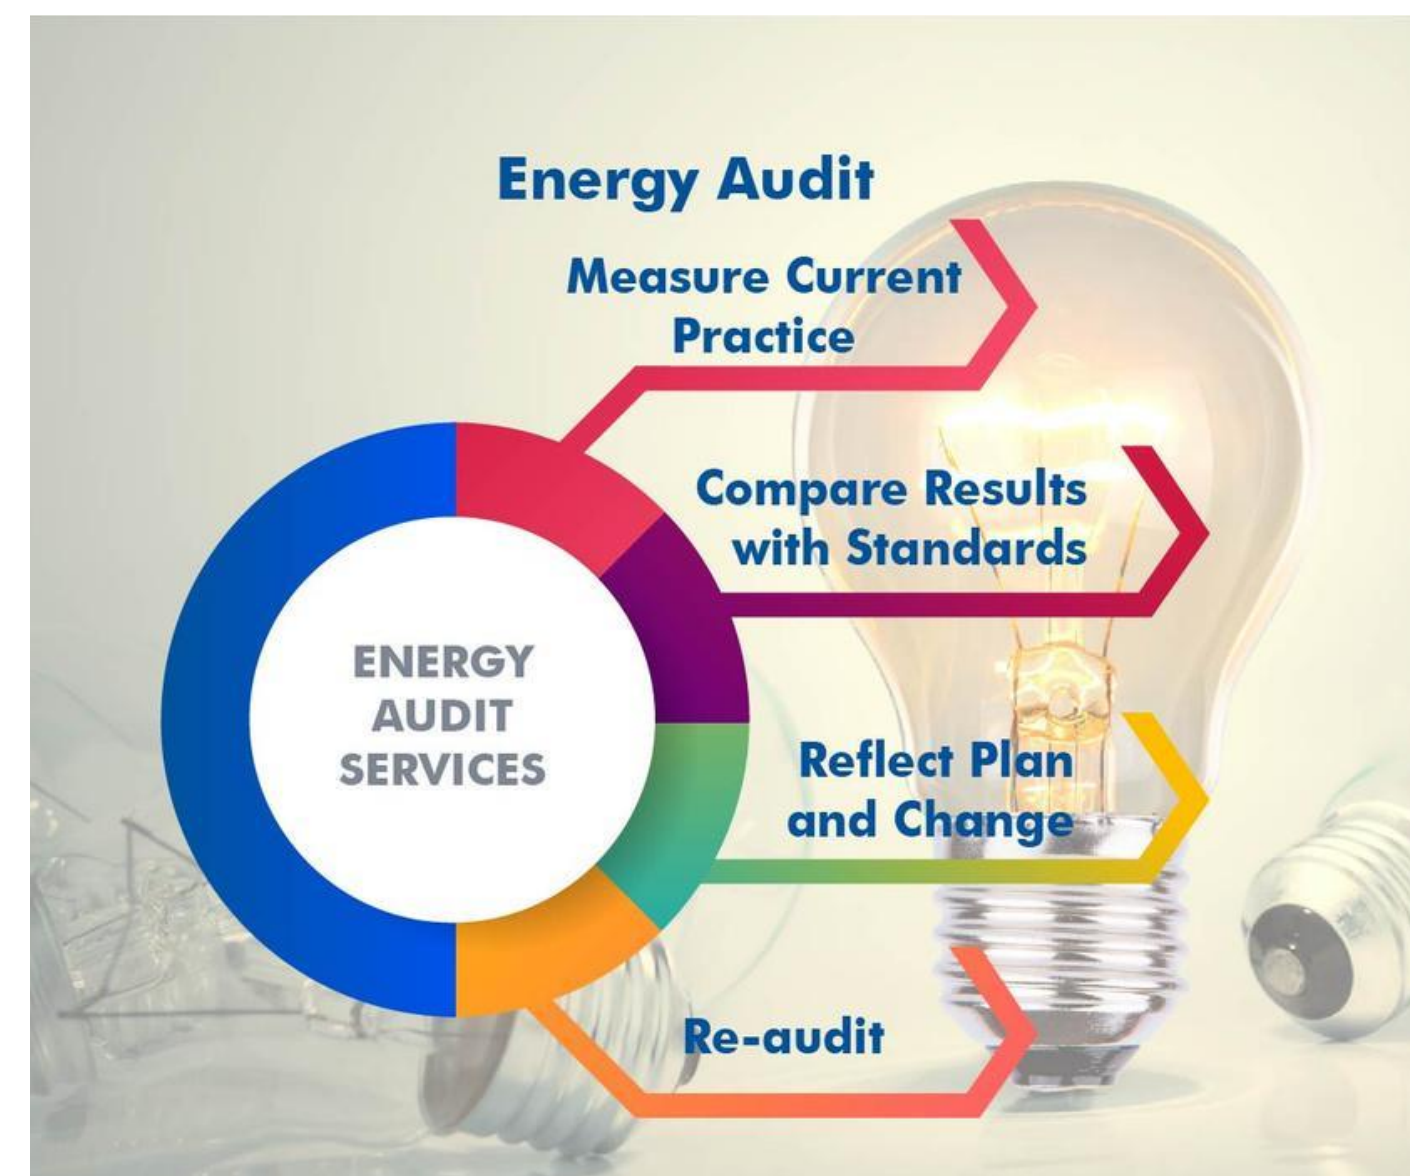 Energy Audit
Measure Current
Practice
Compare Results
with Standards
ENERGY
AUDIT
SERVICES
Reflect Plan
and Change
Re-audit